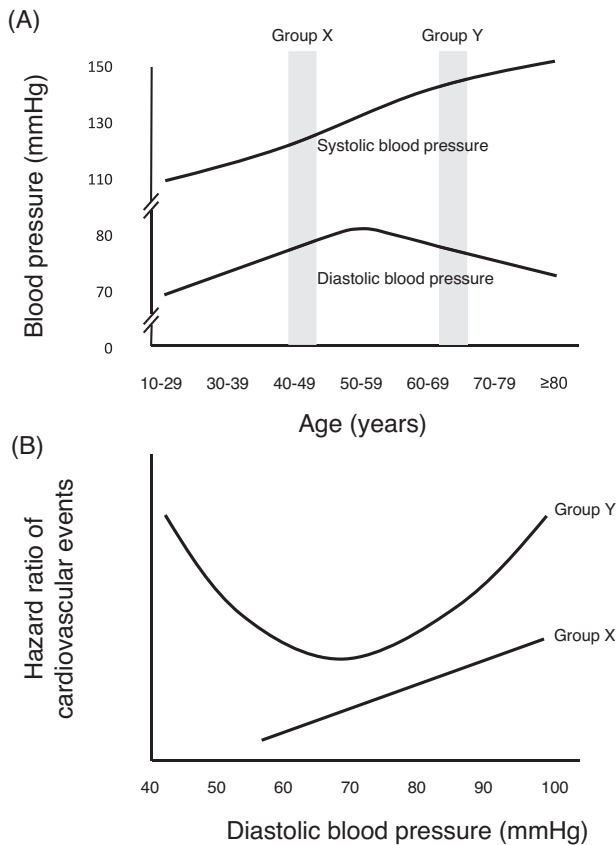 (A)
Group X
Group Y
Blood pressure (mmHg)
150
130
110
80
70
0
Systolic blood pressure
Diastolic blood pressure
10-29 30-39 40-49 50-59 60-69 70-79 ≥80
Age (years)
(B)
Hazard ratio of
cardiovascular events
Group Y
Group X
40 50 60 70 80 90 100
Diastolic blood pressure (mmHg)